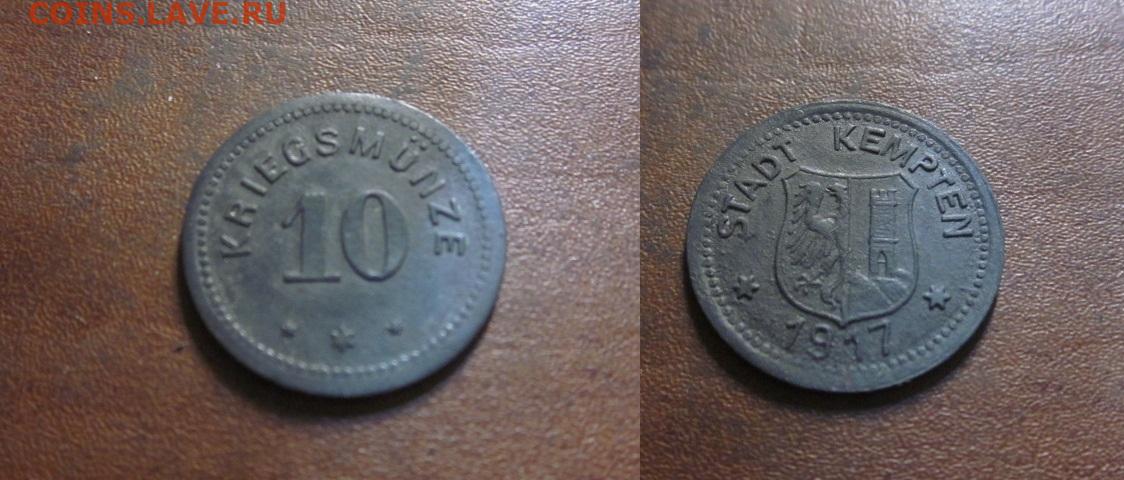 COINS.LAVE.RU
KRIEGSMÜNZE
10
STADT KEMPTEN
1917